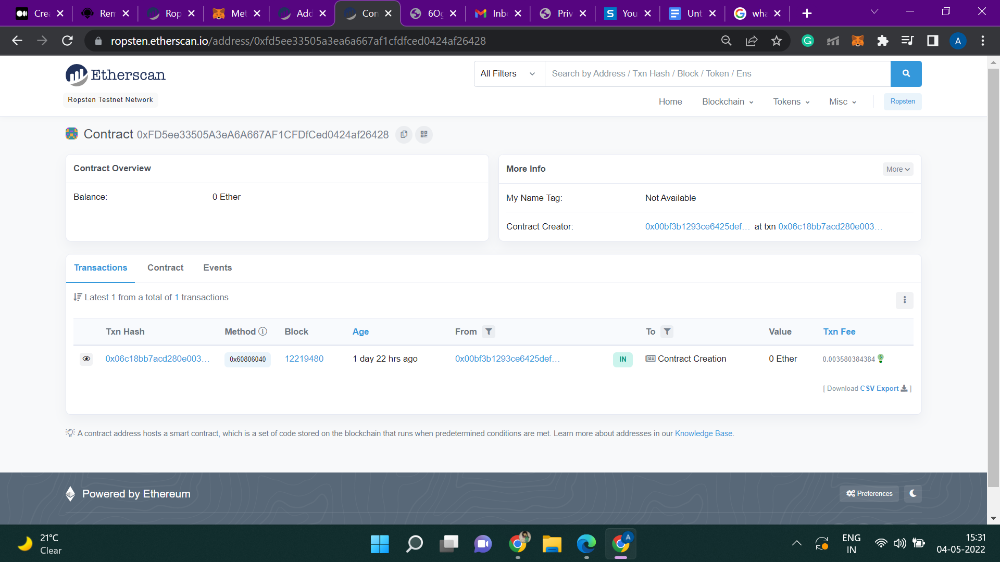 Cre
Rem
Rop
Met
Add
Con
6Og
Inb
Priv
You
Unt
wha
ropsten.etherscan.io/address/0xfd5ee33505a3ea6a667af1cfdfced0424af26428
A
Etherscan
All Filters
Search by Address / Txn Hash / Block / Token / Ens
Ropsten Testnet Network
Home
Blockchain
Tokens
Misc
Ropsten
Contract 0xFD5ee33505A3eA6A667AF1CFDfCed0424af26428
Contract Overview
Balance:
0 Ether
More Info
More
My Name Tag:
Not Available
Contract Creator:
0x00bf3b1293ce6425def... at txn 0x06c18bb7acd280e003...
Transactions
Contract
Events
Latest 1 from a total of 1 transactions
Txn Hash
Method
Block
Age
From
To
Value
Txn Fee
0x06c18bb7acd280e003...
0x60806040
12219480
1 day 22 hrs ago
0x00bf3b1293ce6425def...
IN
Contract Creation
0 Ether
0.003580384384
[ Download CSV Export ]
A contract address hosts a smart contract, which is a set of code stored on the blockchain that runs when predetermined conditions are met. Learn more about addresses in our Knowledge Base.
Powered by Ethereum
Preferences
21°C
Clear
A
ENG
IN
15:31
04-05-2022